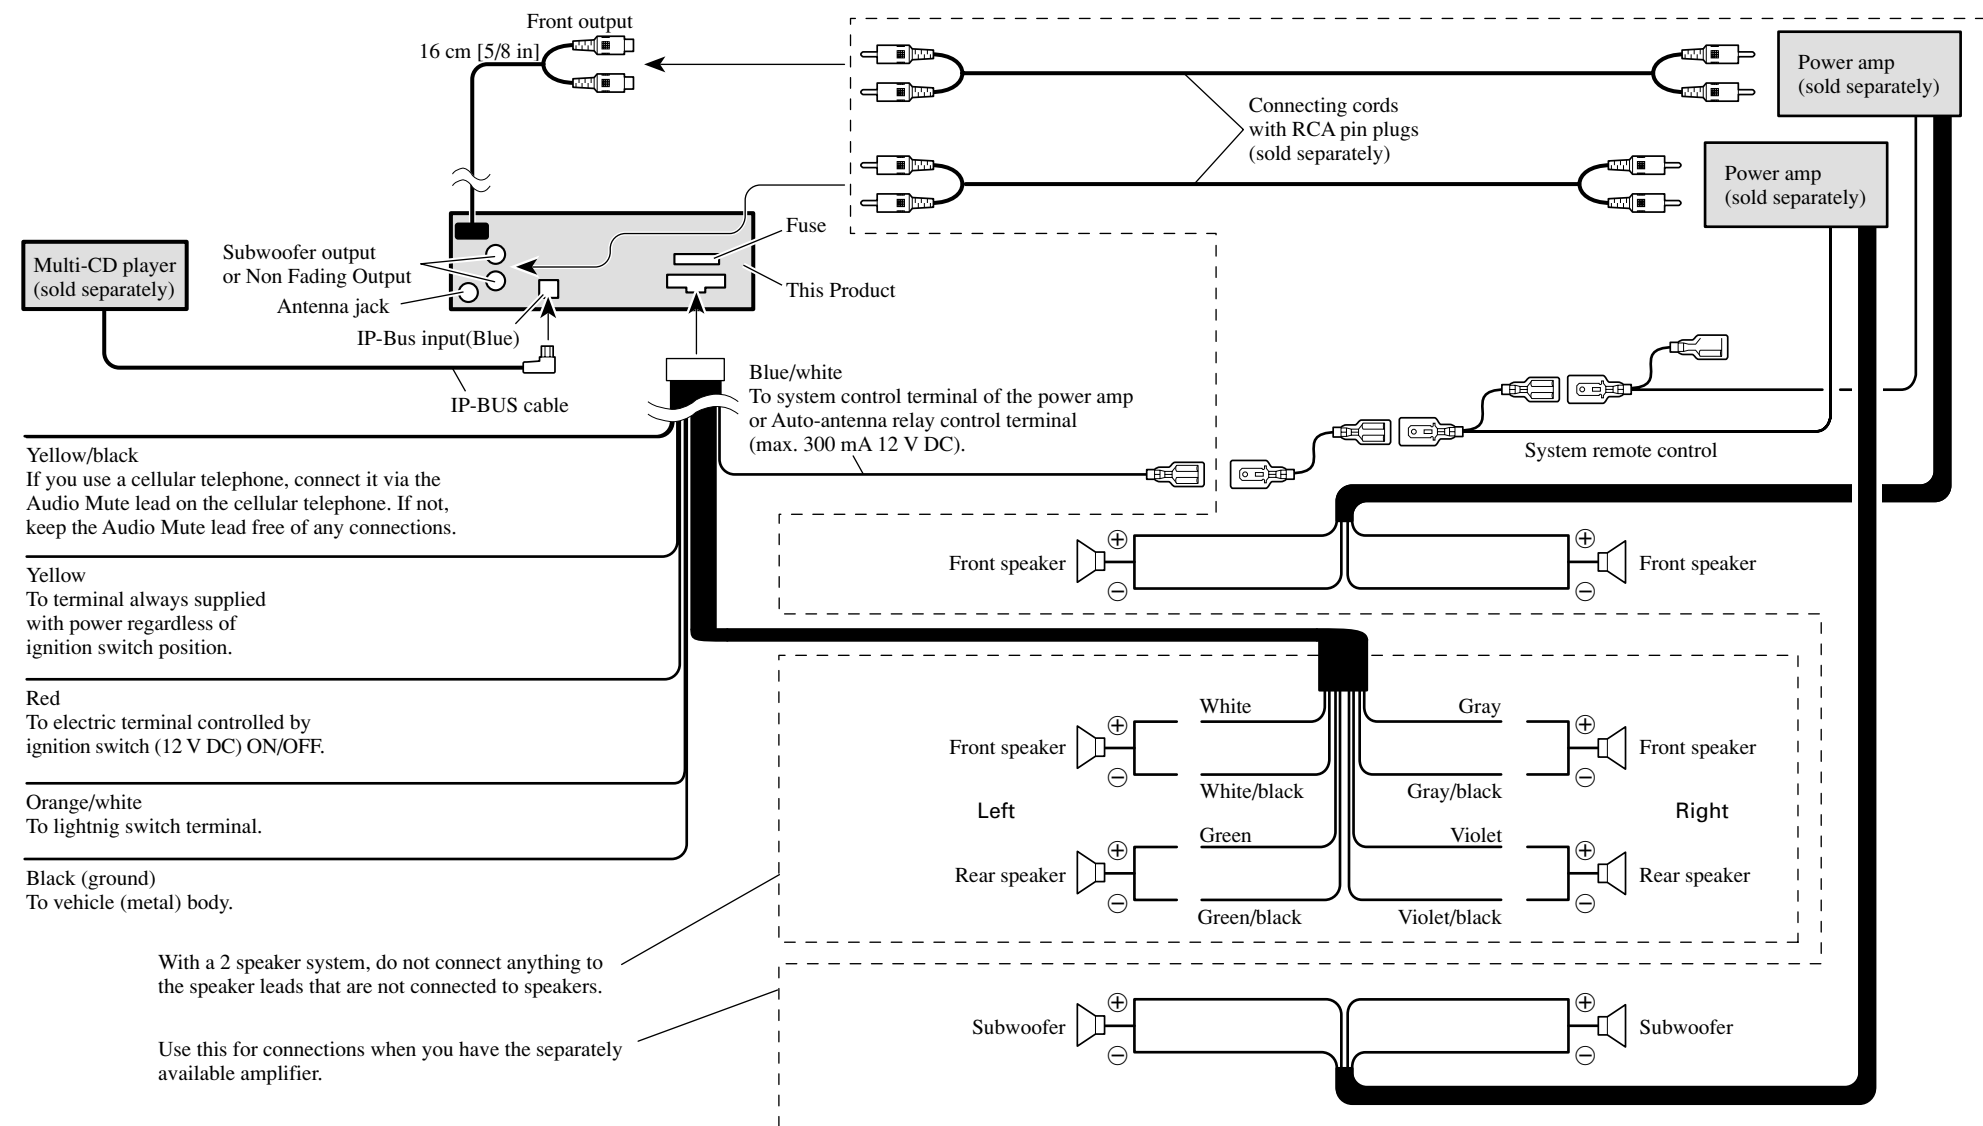 Front output
16 cm [5/8 in]
Connecting cords
with RCA pin plugs
(sold separately)
Power amp
(sold separately)
Power amp
(sold separately)
Multi-CD player
(sold separately)
Subwoofer output
or Non Fading Output
Antenna jack
IP-Bus input(Blue)
Fuse
This Product
IP-BUS cable
Blue/white
To system control terminal of the power amp
or Auto-antenna relay control terminal
(max. 300 mA 12 V DC).
System remote control
Yellow/black
If you use a cellular telephone, connect it via the
Audio Mute lead on the cellular telephone. If not,
keep the Audio Mute lead free of any connections.
Yellow
To terminal always supplied
with power regardless of
ignition switch position.
Red
To electric terminal controlled by
ignition switch (12 V DC) ON/OFF.
Orange/white
To lightnig switch terminal.
Black (ground)
To vehicle (metal) body.
With a 2 speaker system, do not connect anything to
the speaker leads that are not connected to speakers.
Use this for connections when you have the separately
available amplifier.
Front speaker
+
−
+
−
Front speaker
Front speaker
+
−
White
White/black
Gray
Gray/black
+
−
Front speaker
Left
Right
Rear speaker
+
−
Green
Green/black
Violet
Violet/black
+
−
Rear speaker
Subwoofer
+
−
+
−
Subwoofer